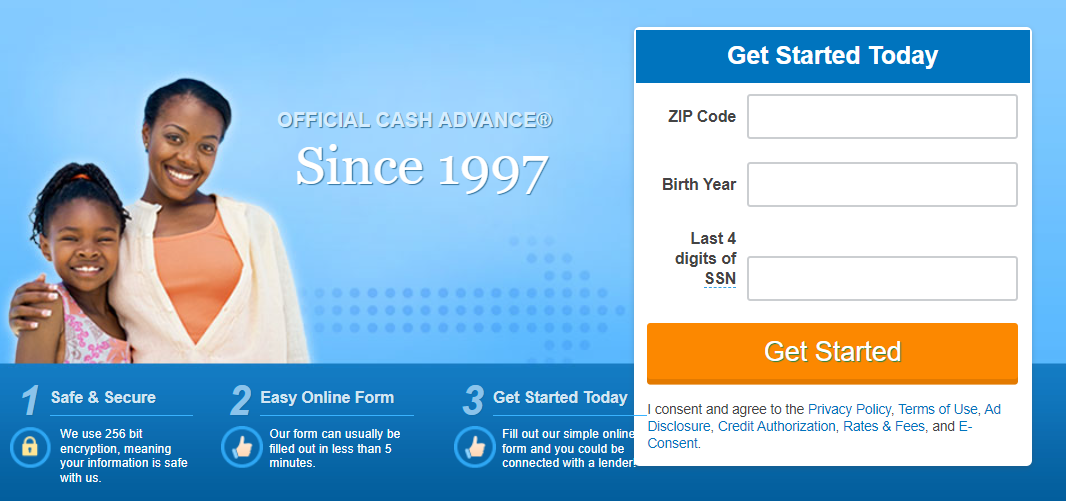 OFFICIAL CASH ADVANCE®
Since 1997
Get Started Today
ZIP Code
Birth Year
Last 4
digits of
SSN
Get Started
I consent and agree to the Privacy Policy, Terms of Use, Ad
Disclosure, Credit Authorization, Rates & Fees, and E-
Consent.
1 Safe & Secure
We use 256 bit
encryption, meaning
your information is safe
with us.
2 Easy Online Form
Our form can usually be
filled out in less than 5
minutes.
3 Get Started Today
Fill out our simple online
form and you could be
connected with a lender!